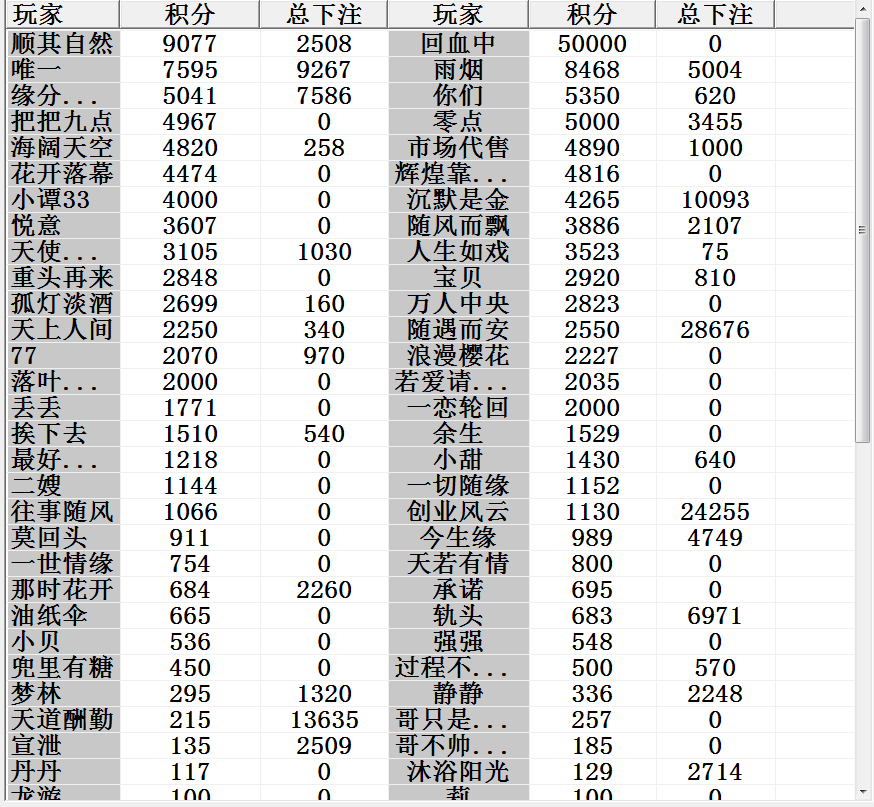 玩家 积分 总下注 玩家 积分 总下注
顺其自然 9077 2508 回血中 50000 0
唯一 7595 9267 雨烟 8468 5004
缘分... 5041 7586 你们 5350 620
把把九点 4967 0 零点 5000 3455
海阔天空 4820 258 市场代售 4890 1000
花开落幕 4474 0 辉煌靠... 4816 0
小谭33 4000 0 沉默是金 4265 10093
悦意 3607 0 随风而飘 3886 2107
天使... 3105 1030 人生如戏 3523 75
重头再来 2848 0 宝贝 2920 810
孤灯淡酒 2699 160 万人中央 2823 0
天上人间 2250 340 随遇而安 2550 28676
77 2070 970 浪漫樱花 2227 0
落叶... 2000 0 若爱请... 2035 0
丢丢 1771 0 一恋轮回 2000 0
挨下去 1510 540 余生 1529 0
最好... 1218 0 小甜 1430 640
二嫂 1144 0 一切随缘 1152 0
往事随风 1066 0 创业风云 1130 24255
莫回头 911 0 今生缘 989 4749
一世情缘 754 0 天若有情 800 0
那时花开 684 2260 承诺 695 0
油纸伞 665 0 轨头 683 6971
小贝 536 0 强强 548 0
兜里有糖 450 0 过程不... 500 570
梦林 295 1320 静静 336 2248
天道酬勤 215 13635 哥只是... 257 0
宣泄 135 2509 哥不帅... 185 0
丹丹 117 0 沐浴阳光 129 2714
龙游 100 0 莉 100 0